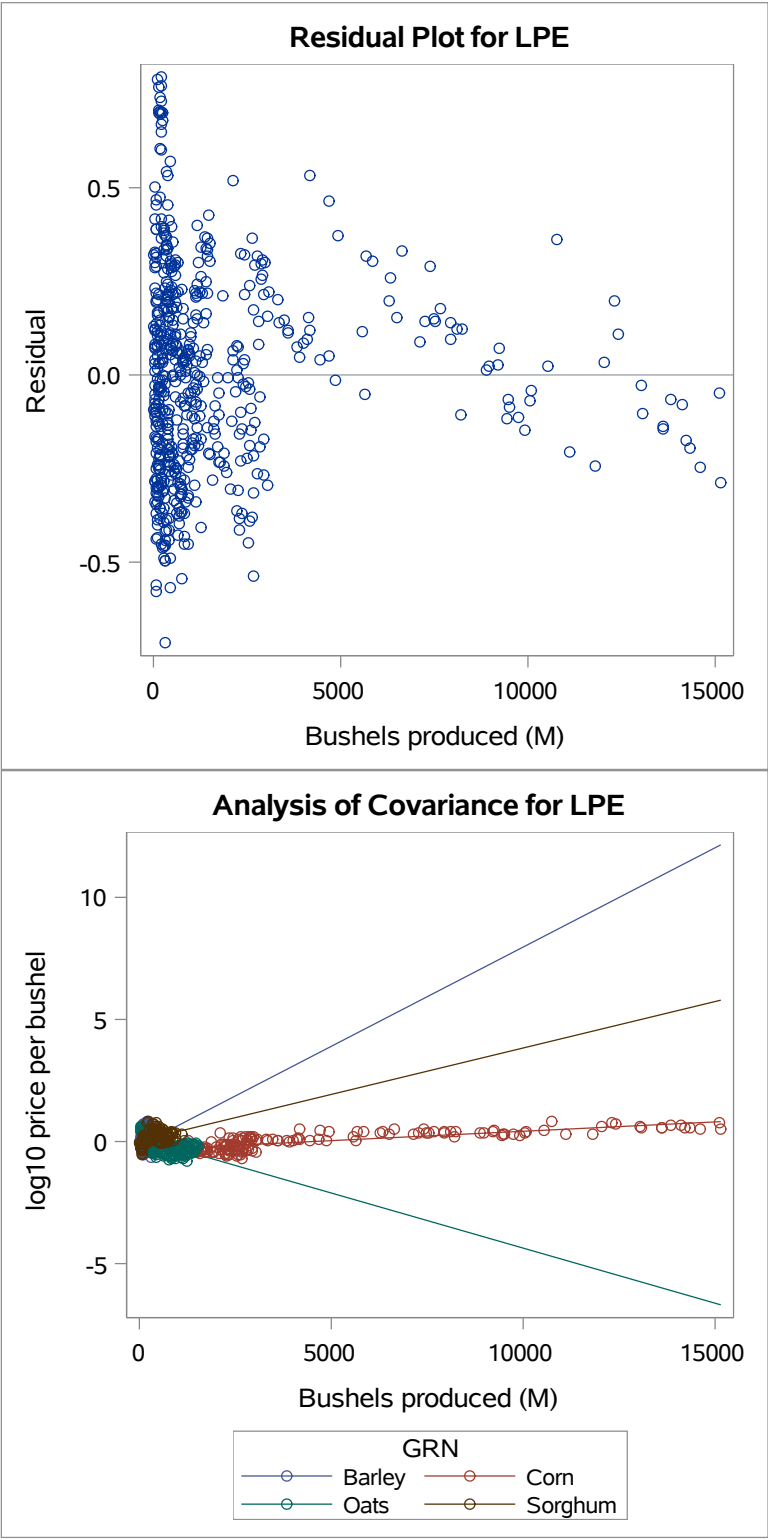 Residual Plot for LPE
0.5
0.0
-0.5
Residual
0 5000 10000 15000
Bushels produced (M)
Analysis of Covariance for LPE
10
5
0
-5
log10 price per bushel
0 5000 10000 15000
Bushels produced (M)
GRN
Barley Corn
Oats Sorghum